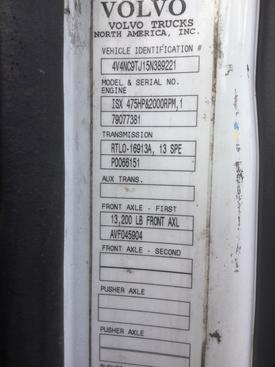 VOLVO
VOLVO TRUCKS
NORTH AMERICA, INC.
VEHICLE IDENTIFICATION #
4V4NC9TJ15N389221
MODEL & SERIAL NO.
ENGINE
ISX 475HP&2000RPM,1
79077381
TRANSMISSION
RTLO-16913A, 13 SPE
P0066151
AUX TRANS.
FRONT AXLE - FIRST
13,200 LB FRONT AXL
AVF045904
FRONT AXLE - SECOND
PUSHER AXLE
PUSHER AXLE